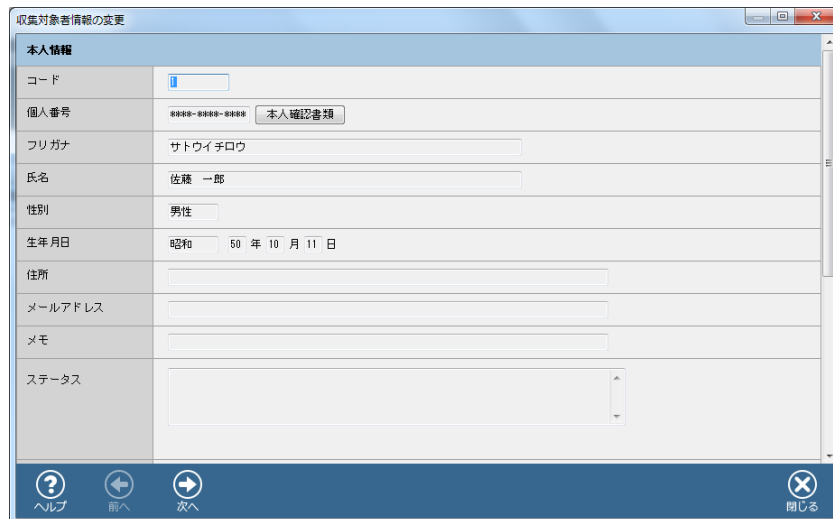 収集対象者情報の変更
本人情報
コード 1
個人番号 ****-****-**** 本人確認書類
フリガナ サトウイチロウ
氏名 佐藤 一郎
性別 男性
生年月日 昭和 50 年 10 月 11 日
住所
メールアドレス
メモ
ステータス
ヘルプ 前へ 次へ 閉じる